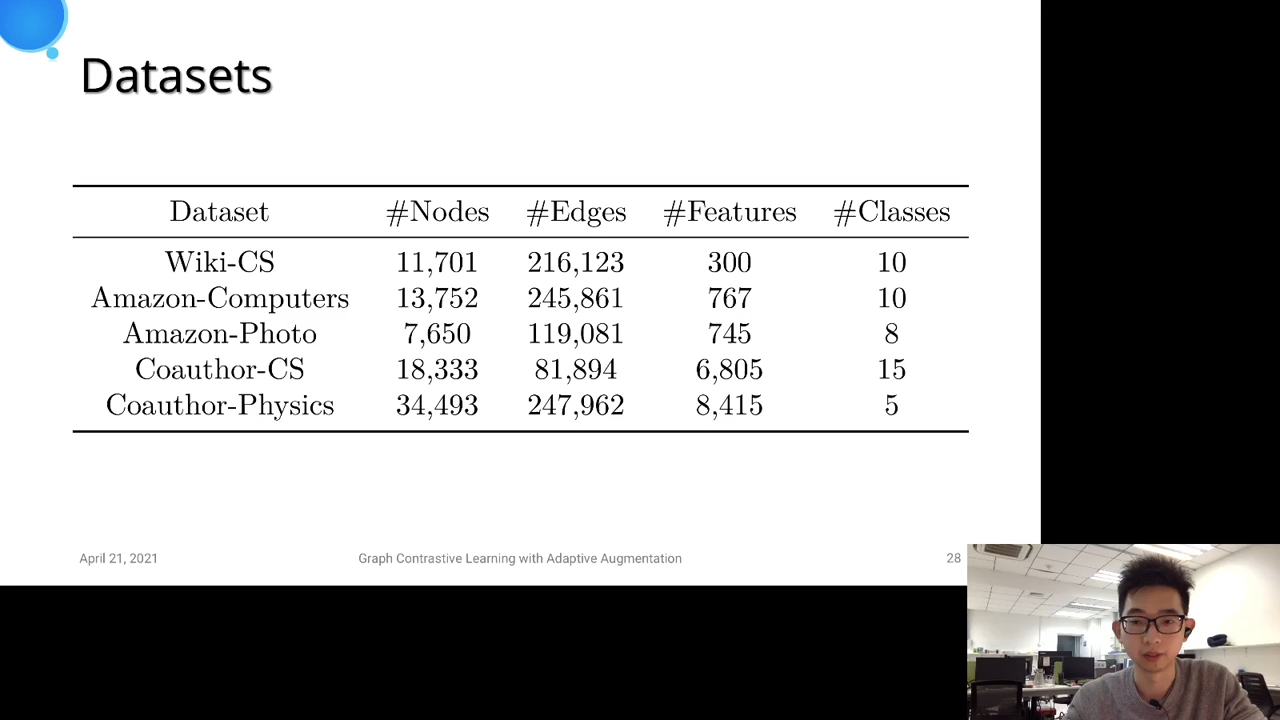 Datasets
Dataset #Nodes #Edges #Features #Classes
Wiki-CS 11,701 216,123 300 10
Amazon-Computers 13,752 245,861 767 10
Amazon-Photo 7,650 119,081 745 8
Coauthor-CS 18,333 81,894 6,805 15
Coauthor-Physics 34,493 247,962 8,415 5
April 21, 2021 Graph Contrastive Learning with Adaptive Augmentation 28